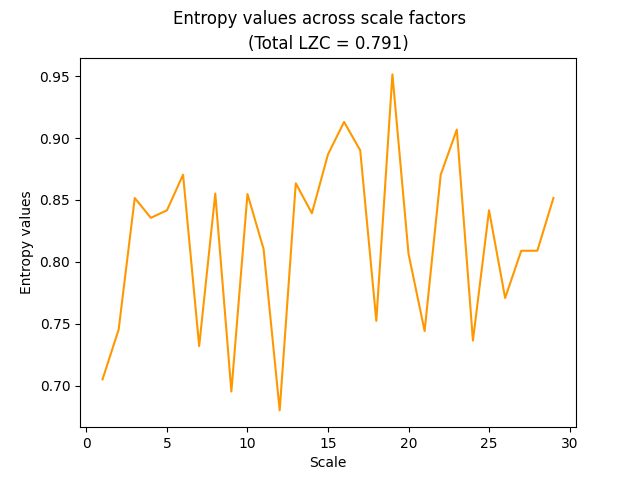 Entropy values across scale factors
(Total LZC = 0.791)
0.95
0.90
0.85
0.80
0.75
0.70
Entropy values
0 5 10 15 20 25 30
Scale